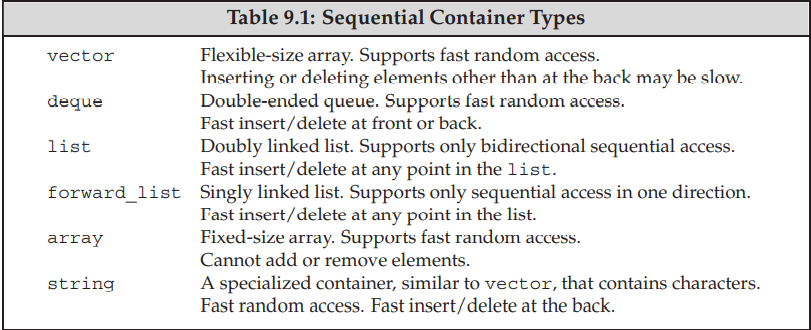 Table 9.1: Sequential Container Types
vector Flexible-size array. Supports fast random access.
Inserting or deleting elements other than at the back may be slow.
deque Double-ended queue. Supports fast random access.
Fast insert/delete at front or back.
list Doubly linked list. Supports only bidirectional sequential access.
Fast insert/delete at any point in the list.
forward_list Singly linked list. Supports only sequential access in one direction.
Fast insert/delete at any point in the list.
array Fixed-size array. Supports fast random access.
Cannot add or remove elements.
string A specialized container, similar to vector, that contains characters.
Fast random access. Fast insert/delete at the back.